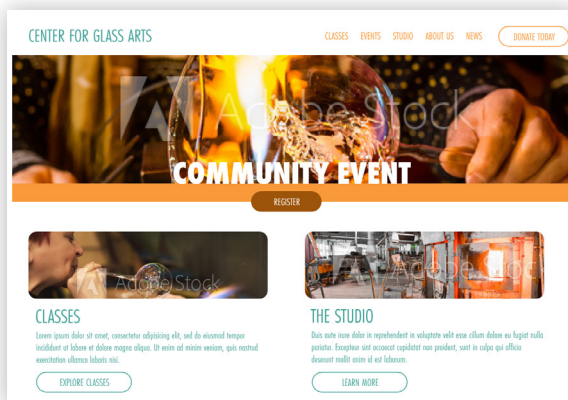 CENTER FOR GLASS ARTS
CLASSES EVENTS STUDIO ABOUT US NEWS DONATE TODAY
Adobe Stock
COMMUNITY EVENT
REGISTER
Adobe Stock
Adobe Stock
CLASSES
Lorem ipsum dolor sit amet, consectetur adipisicing elit, sed do eiusmod tempor
incididunt ut labore et dolore magna aliqua. Ut enim ad minim veniam, quis nostrud
exercitation ullamco laboris nisi.
EXPLORE CLASSES
THE STUDIO
Duis aute irure dolor in reprehenderit in voluptate velit esse cillum dolore eu fugiat nulla
pariatur. Excepteur sint occaecat cupidatat non proident, sunt in culpa qui officia
deserunt mollit anim id est laborum.
LEARN MORE